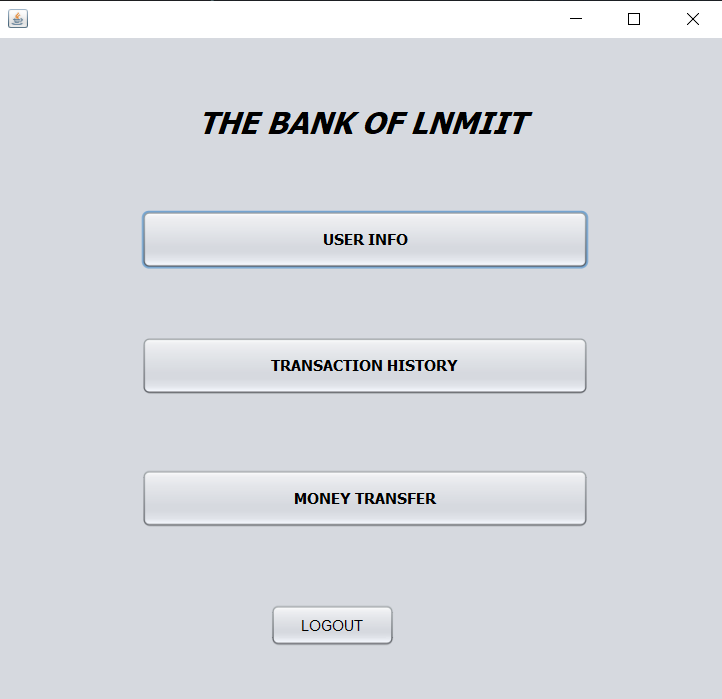 THE BANK OF LNMIIT
USER INFO
TRANSACTION HISTORY
MONEY TRANSFER
LOGOUT